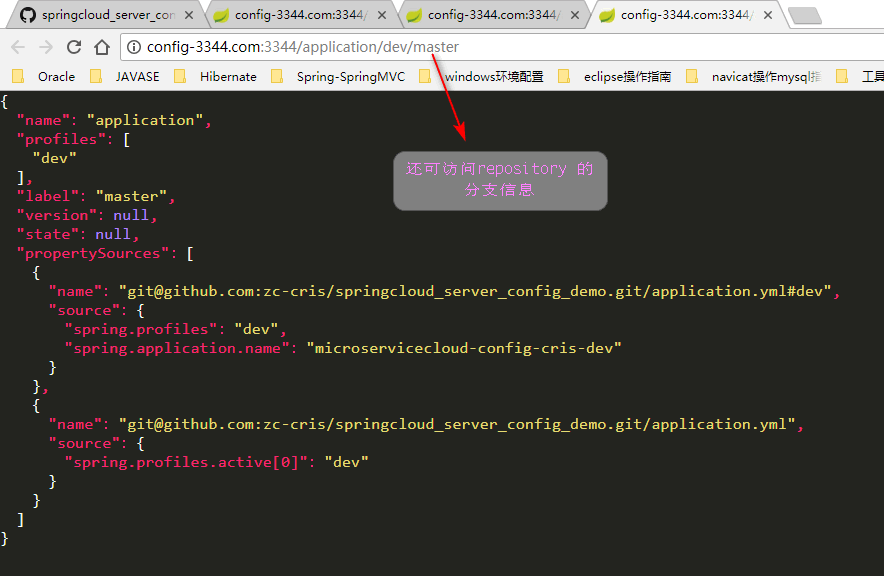 springcloud_server_con
config-3344.com:3344/
config-3344.com:3344/
config-3344.com:3344/
config-3344.com:3344/application/dev/master
Oracle JAVASE Hibernate Spring-SpringMVC windows环境配置 eclipse操作指南 navicat操作mysql指 工具
{
"name": "application",
"profiles": [
"dev"
],
"label": "master",
"version": null,
"state": null,
"propertySources": [
{
"name": "git@github.com:zc-cris/springcloud_server_config_demo.git/application.yml#dev",
"source": {
"spring.profiles": "dev",
"spring.application.name": "microservicecloud-config-cris-dev"
}
},
{
"name": "git@github.com:zc-cris/springcloud_server_config_demo.git/application.yml",
"source": {
"spring.profiles.active[0]": "dev"
}
}
]
}
还可访问repository 的
分支信息